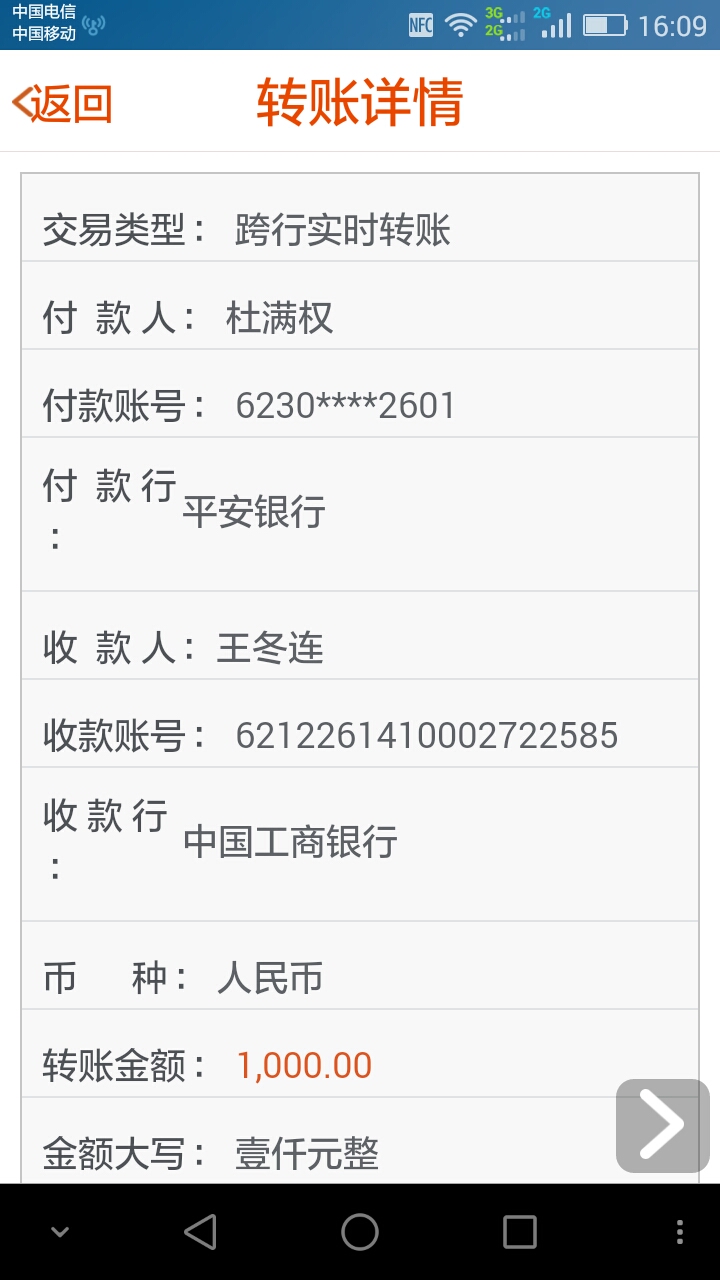 中国电信
中国移动
NFC 3G 2G 2G 16:09
返回 转账详情
交易类型： 跨行实时转账
付 款 人： 杜满权
付款账号： 6230****2601
付 款 行： 平安银行
收 款 人： 王冬连
收款账号： 6212261410002722585
收 款 行： 中国工商银行
币 种： 人民币
转账金额： 1,000.00
金额大写： 壹仟元整